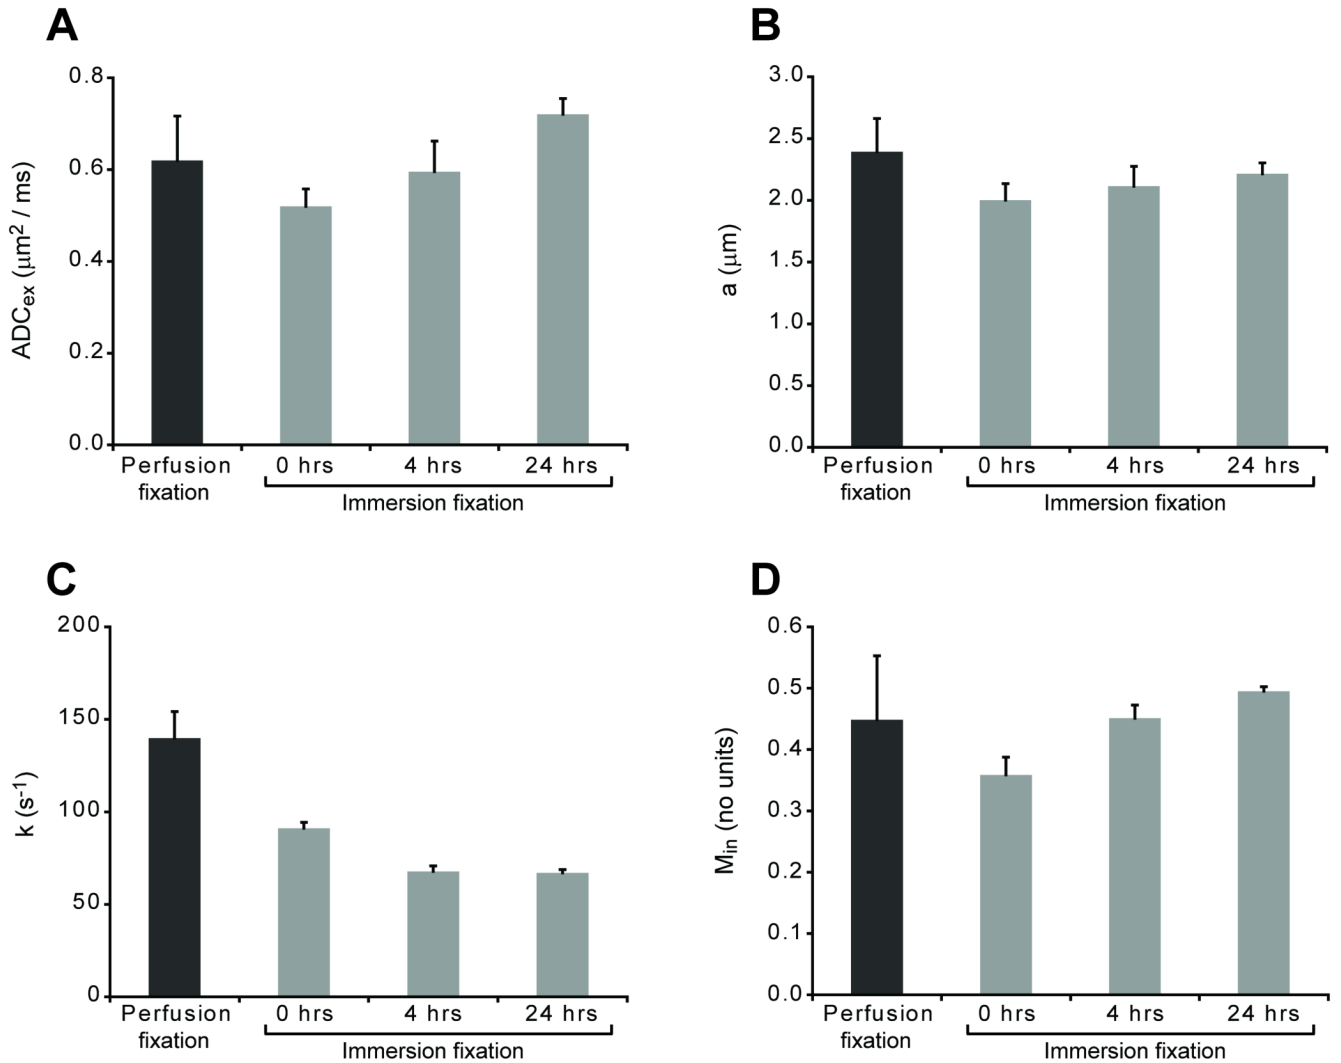 A
ADCex (μm² / ms)
0.8
0.6
0.4
0.2
0.0
Perfusion
fixation
0 hrs
4 hrs
24 hrs
Immersion fixation
B
a (μm)
3.0
2.5
2.0
1.5
1.0
0.5
0.0
Perfusion
fixation
0 hrs
4 hrs
24 hrs
Immersion fixation
C
k (s⁻¹)
200
150
100
50
0
Perfusion
fixation
0 hrs
4 hrs
24 hrs
Immersion fixation
D
Min (no units)
0.6
0.5
0.4
0.3
0.2
0.1
0.0
Perfusion
fixation
0 hrs
4 hrs
24 hrs
Immersion fixation